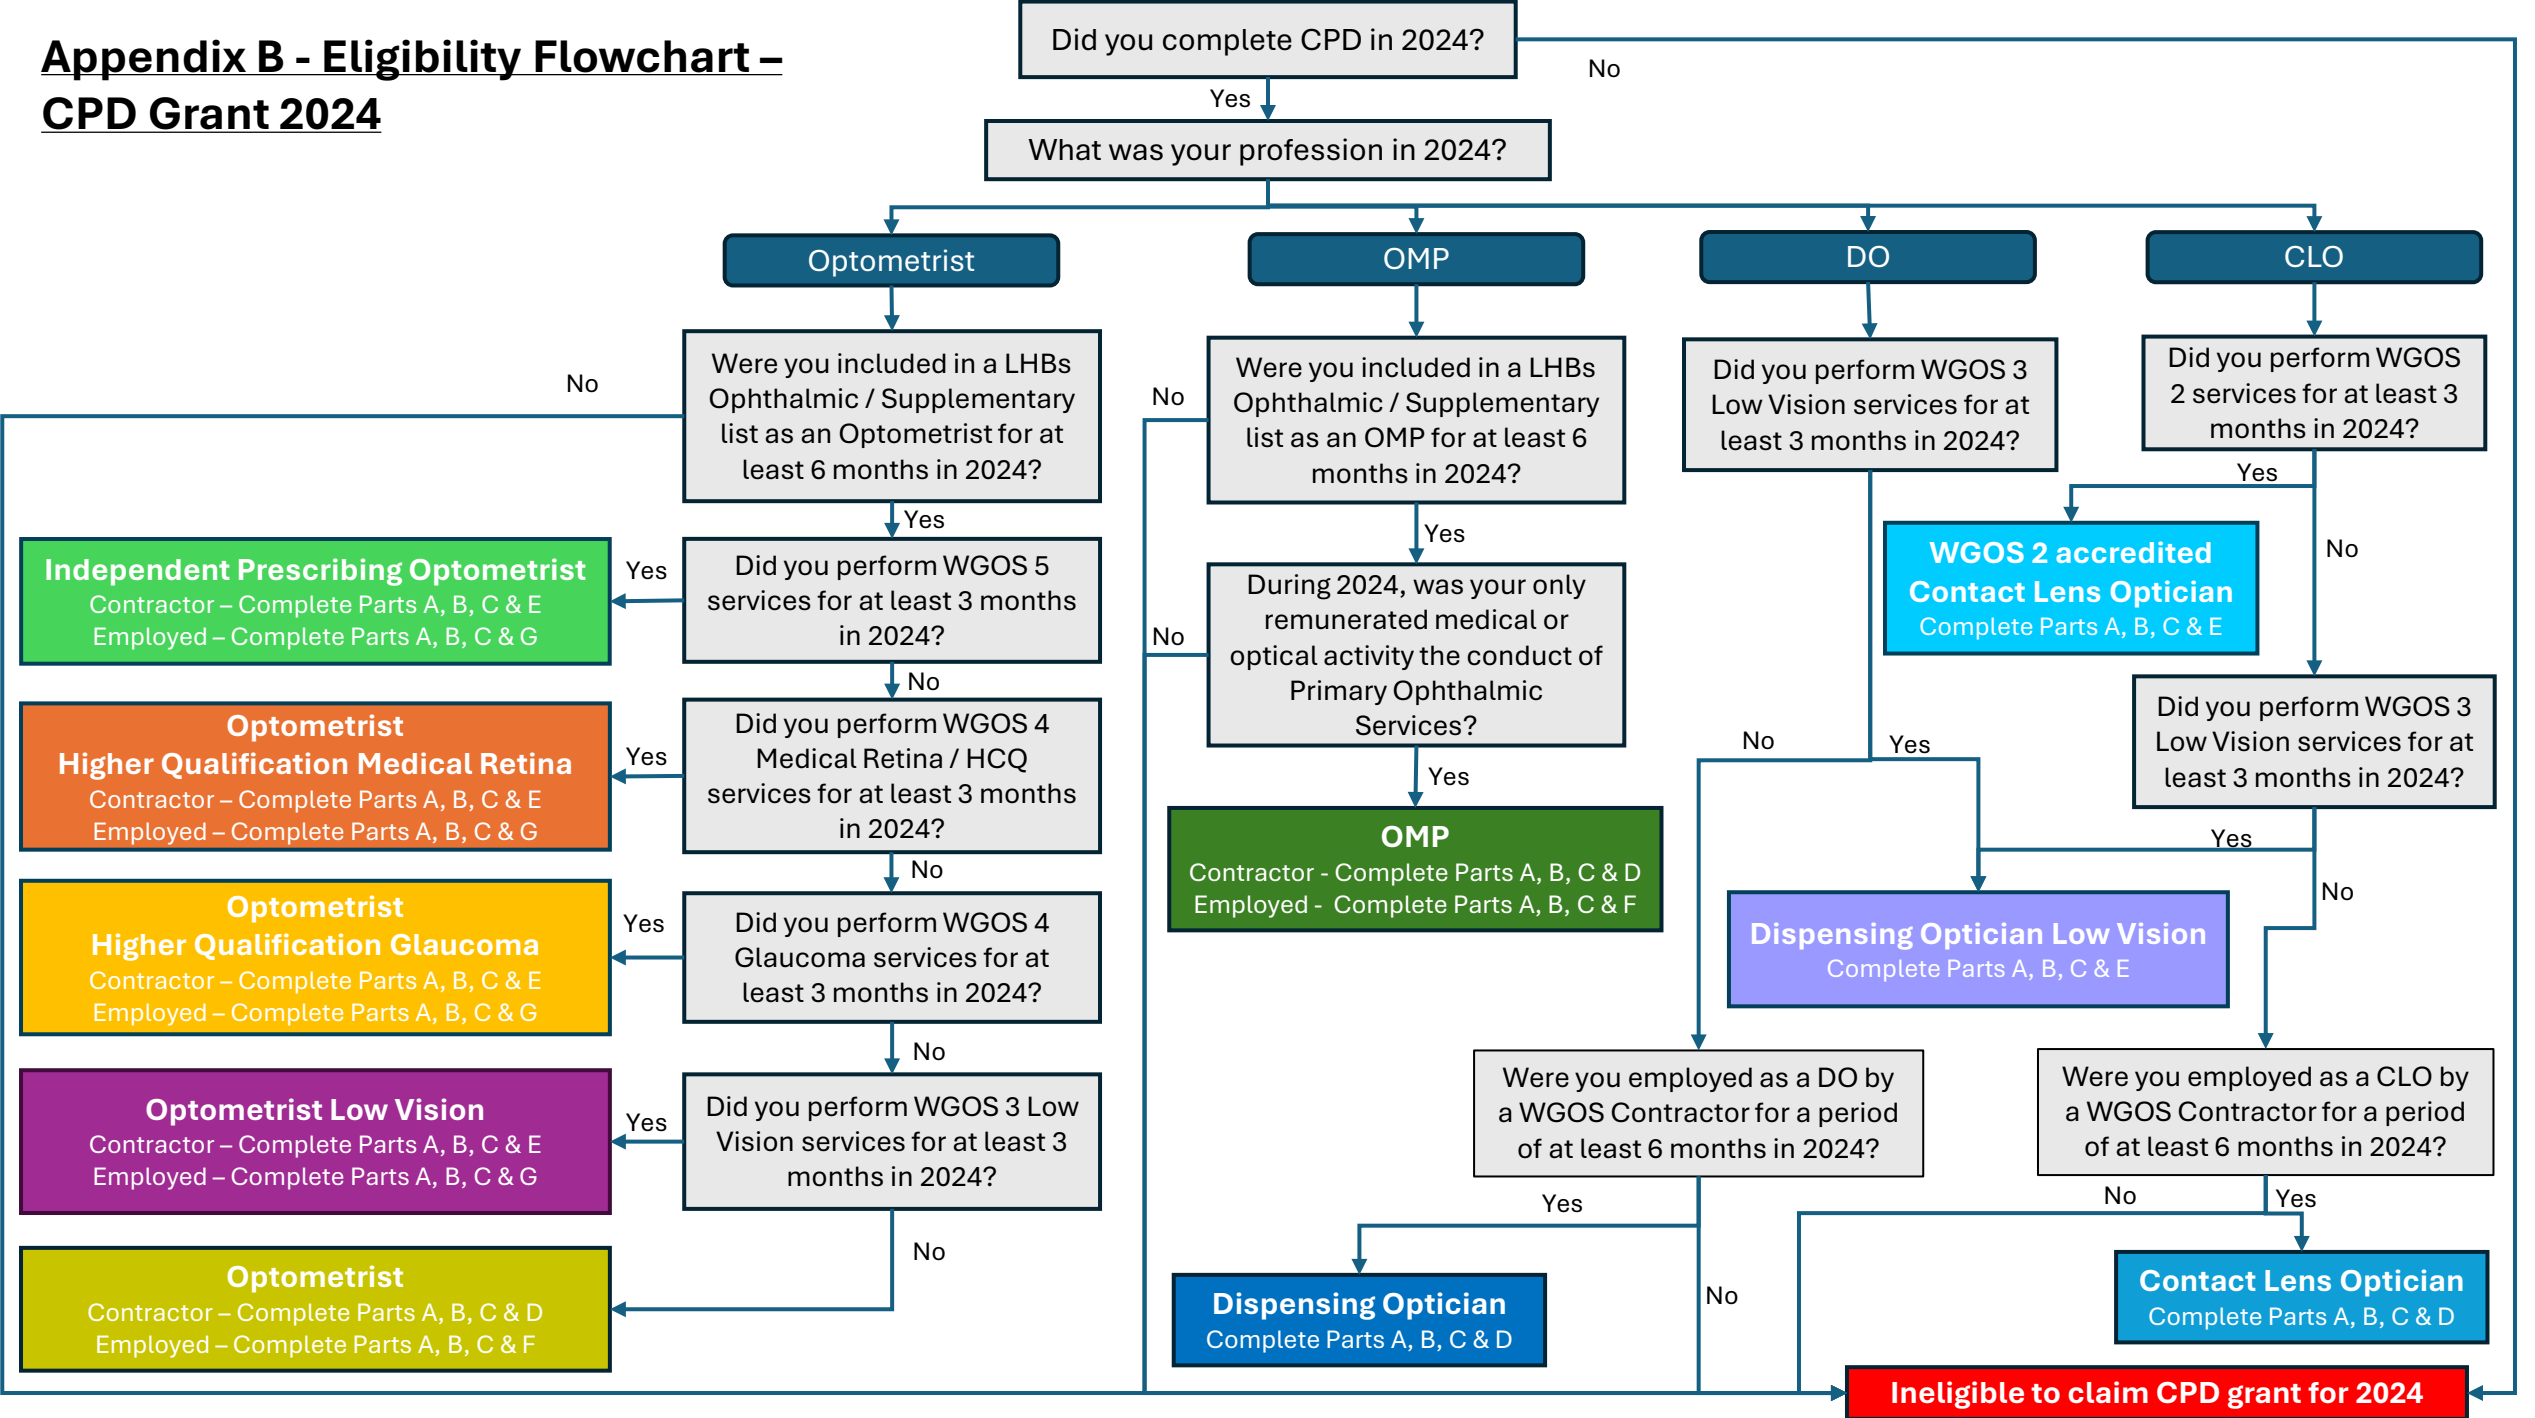 Appendix B - Eligibility Flowchart –
CPD Grant 2024
Did you complete CPD in 2024?
No
Yes
What was your profession in 2024?
Optometrist
OMP
DO
CLO
Were you included in a LHBs
Ophthalmic / Supplementary
list as an Optometrist for at
least 6 months in 2024?
No
Yes
Did you perform WGOS 5
services for at least 3 months
in 2024?
Yes
Independent Prescribing Optometrist
Contractor – Complete Parts A, B, C & E
Employed – Complete Parts A, B, C & G
No
Did you perform WGOS 4
Medical Retina / HCQ
services for at least 3 months
in 2024?
Yes
Optometrist
Higher Qualification Medical Retina
Contractor – Complete Parts A, B, C & E
Employed – Complete Parts A, B, C & G
No
Did you perform WGOS 4
Glaucoma services for at
least 3 months in 2024?
Yes
Optometrist
Higher Qualification Glaucoma
Contractor – Complete Parts A, B, C & E
Employed – Complete Parts A, B, C & G
No
Did you perform WGOS 3 Low
Vision services for at least 3
months in 2024?
Yes
Optometrist Low Vision
Contractor – Complete Parts A, B, C & E
Employed – Complete Parts A, B, C & G
No
Optometrist
Contractor – Complete Parts A, B, C & D
Employed – Complete Parts A, B, C & F
Were you included in a LHBs
Ophthalmic / Supplementary
list as an OMP for at least 6
months in 2024?
No
Yes
During 2024, was your only
remunerated medical or
optical activity the conduct of
Primary Ophthalmic
Services?
No
Yes
OMP
Contractor - Complete Parts A, B, C & D
Employed - Complete Parts A, B, C & F
Did you perform WGOS 3
Low Vision services for at
least 3 months in 2024?
No
Yes
Dispensing Optician Low Vision
Complete Parts A, B, C & E
Were you employed as a DO by
a WGOS Contractor for a period
of at least 6 months in 2024?
Yes
No
Dispensing Optician
Complete Parts A, B, C & D
Did you perform WGOS
2 services for at least 3
months in 2024?
Yes
No
WGOS 2 accredited
Contact Lens Optician
Complete Parts A, B, C & E
Did you perform WGOS 3
Low Vision services for at
least 3 months in 2024?
Yes
No
Were you employed as a CLO by
a WGOS Contractor for a period
of at least 6 months in 2024?
No
Yes
Contact Lens Optician
Complete Parts A, B, C & D
Ineligible to claim CPD grant for 2024